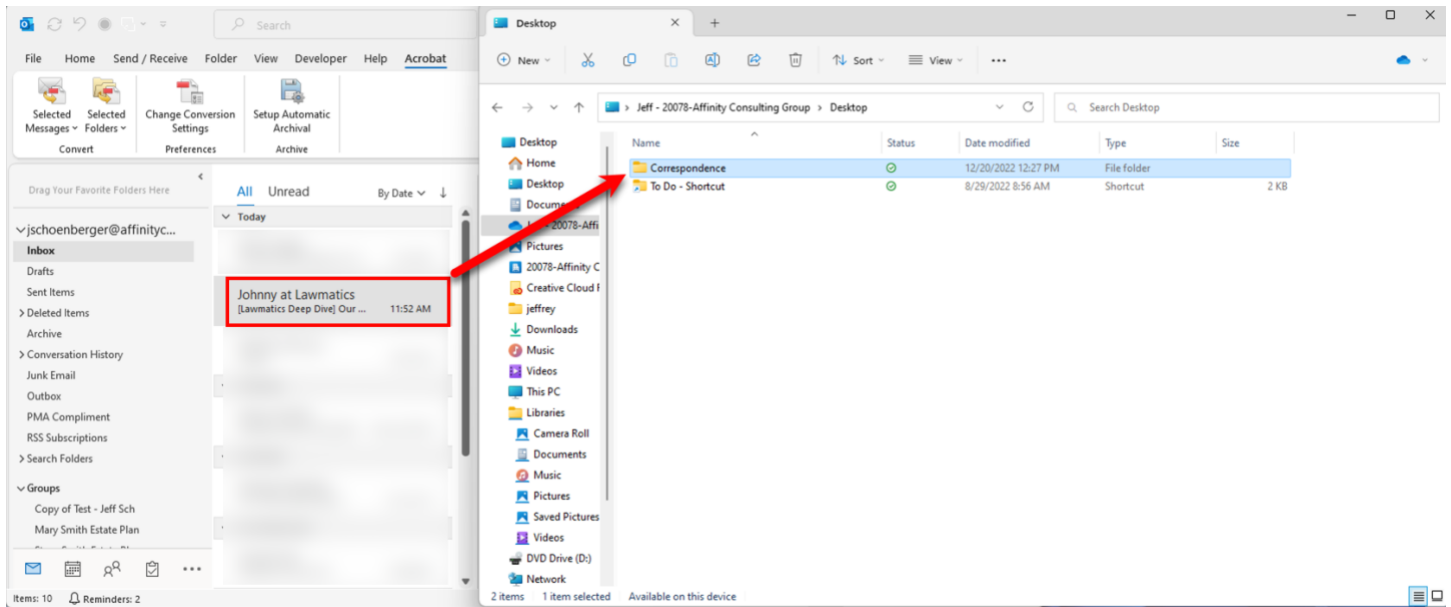 Search
File Home Send / Receive Folder View Developer Help Acrobat
Selected Messages Selected Folders Change Conversion Settings Setup Automatic Archival
Convert Preferences Archive
Drag Your Favorite Folders Here
jschoenberger@affinityc...
Inbox
Drafts
Sent Items
Deleted Items
Archive
Conversation History
Junk Email
Outbox
PMA Compliment
RSS Subscriptions
Search Folders
Groups
Copy of Test - Jeff Sch
Mary Smith Estate Plan
Items: 10 Reminders: 2
All Unread By Date
Today
Johnny at Lawmatics
[Lawmatics Deep Dive] Our ... 11:52 AM
Desktop
New Sort View
Jeff - 20078-Affinity Consulting Group > Desktop Search Desktop
Desktop
Home
Desktop
Documents
20078-Affi
Pictures
20078-Affinity C
Creative Cloud F
jeffrey
Downloads
Music
Videos
This PC
Libraries
Camera Roll
Documents
Music
Pictures
Saved Pictures
Videos
DVD Drive (D:)
Network
Name Status Date modified Type Size
Correspondence 12/20/2022 12:27 PM File folder
To Do - Shortcut 8/29/2022 8:56 AM Shortcut 2 KB
2 items 1 item selected Available on this device